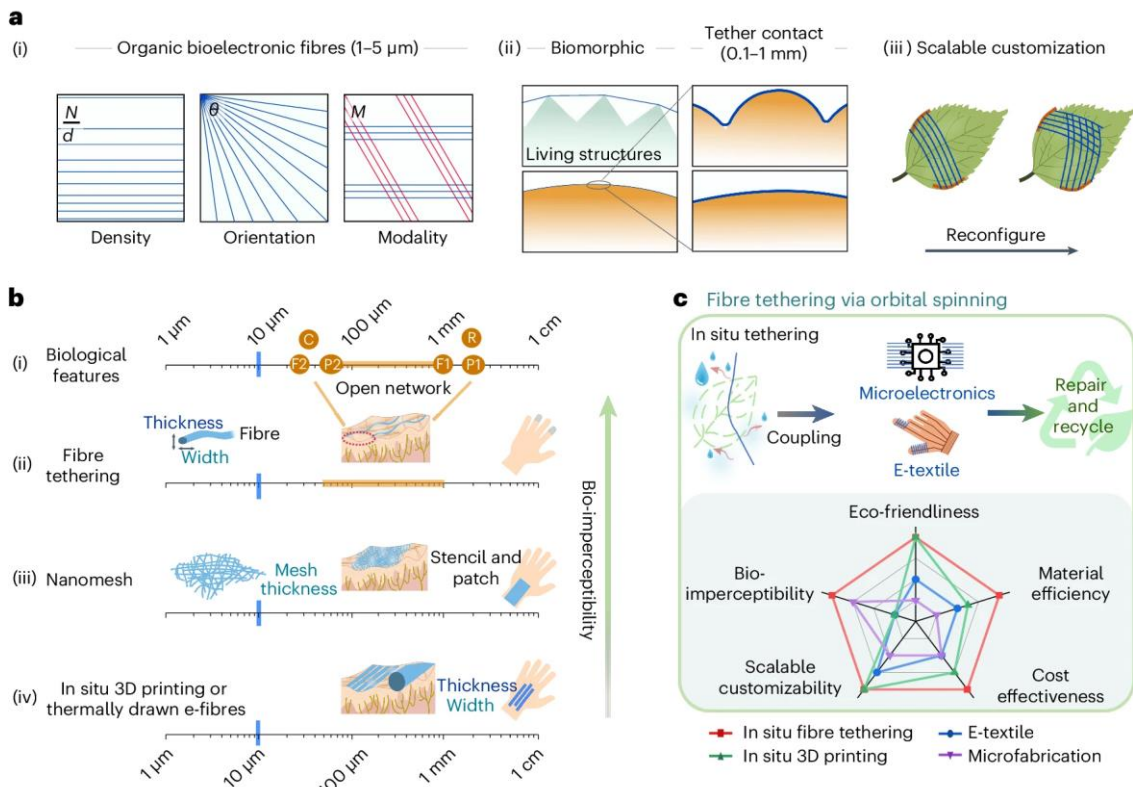 a
(i)
Organic bioelectronic fibres (1–5 µm)
N
d
θ
M
Density
Orientation
Modality
(ii)
Biomorphic
Tether contact
(0.1–1 mm)
Living structures
(iii) Scalable customization
Reconfigure
b
1 µm
10 µm
100 µm
1 mm
1 cm
(i)
Biological
features
C
R
F2
P2
F1
P1
Open network
(ii)
Fibre
tethering
Thickness
Width
Fibre
(iii)
Nanomesh
Mesh
thickness
Stencil and
patch
(iv)
In situ 3D printing or
thermally drawn e-fibres
Thickness
Width
1 µm
10 µm
100 µm
1 mm
1 cm
Bio-imperceptibility
c
Fibre tethering via orbital spinning
In situ tethering
Coupling
Microelectronics
E-textile
Repair
and
recycle
Eco-friendliness
Bio-
imperceptibility
Material
efficiency
Scalable
customizability
Cost
effectiveness
In situ fibre tethering
E-textile
In situ 3D printing
Microfabrication